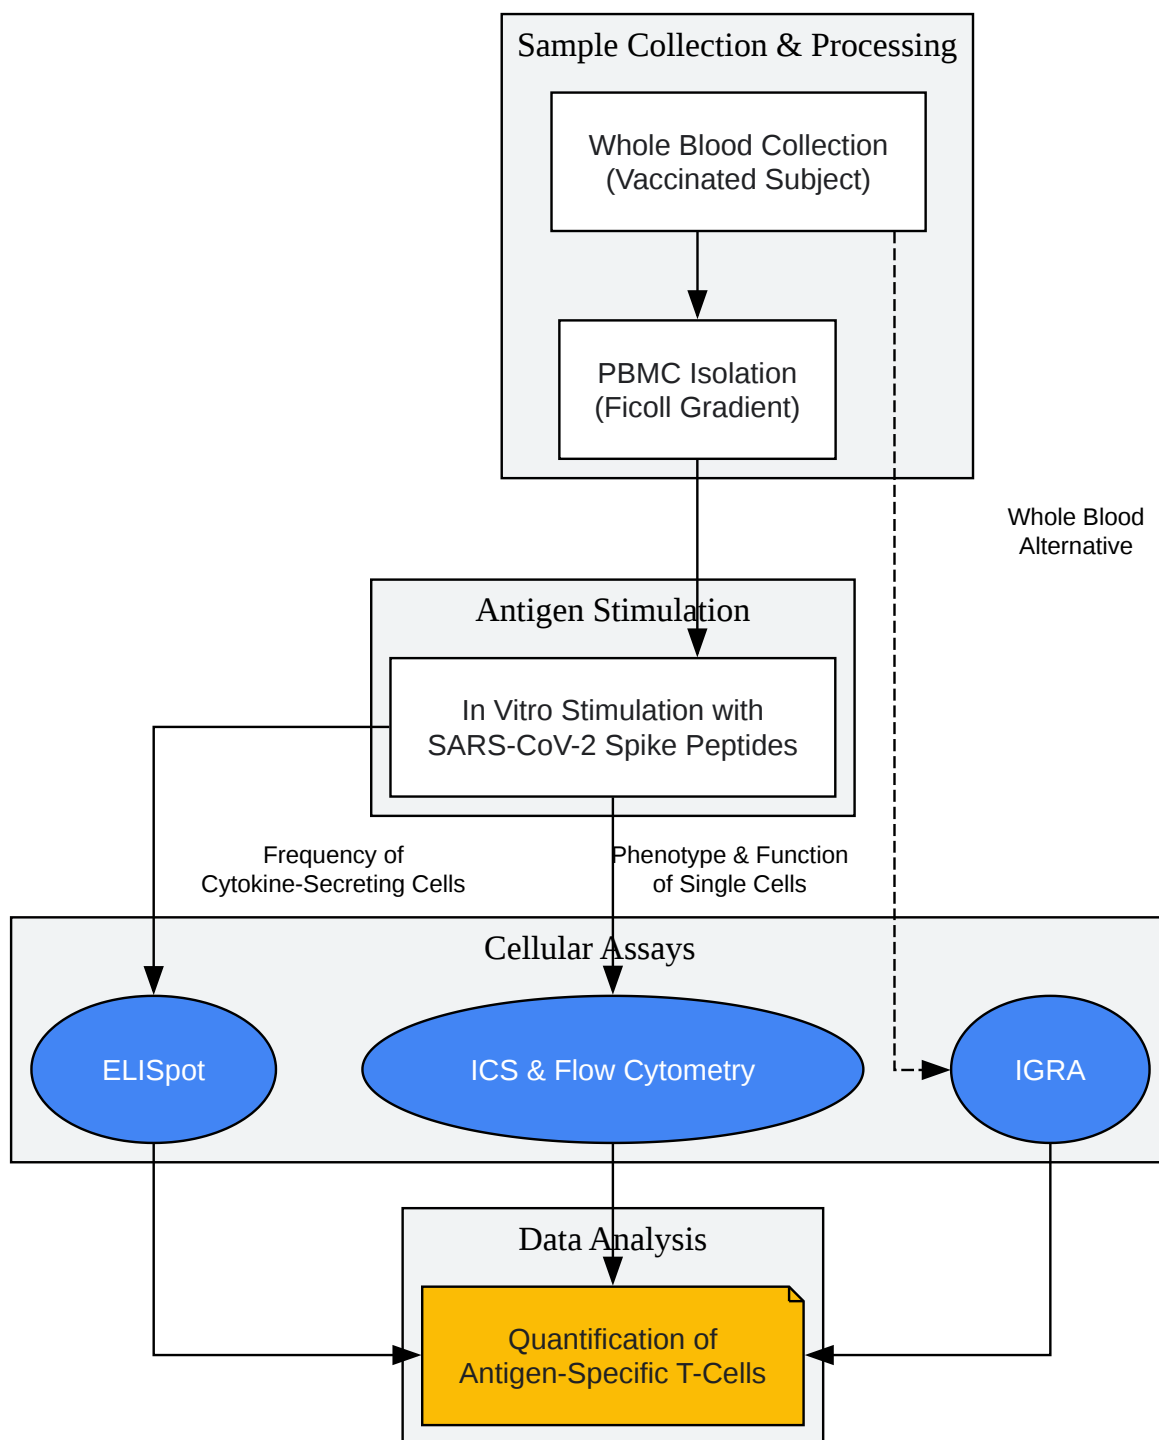 Sample Collection & Processing
Whole Blood Collection
(Vaccinated Subject)
PBMC Isolation
(Ficoll Gradient)
Whole Blood
Alternative
Antigen Stimulation
In Vitro Stimulation with
SARS-CoV-2 Spike Peptides
Frequency of
Cytokine-Secreting Cells
Phenotype & Function
of Single Cells
Cellular Assays
ELISpot
ICS & Flow Cytometry
IGRA
Data Analysis
Quantification of
Antigen-Specific T-Cells